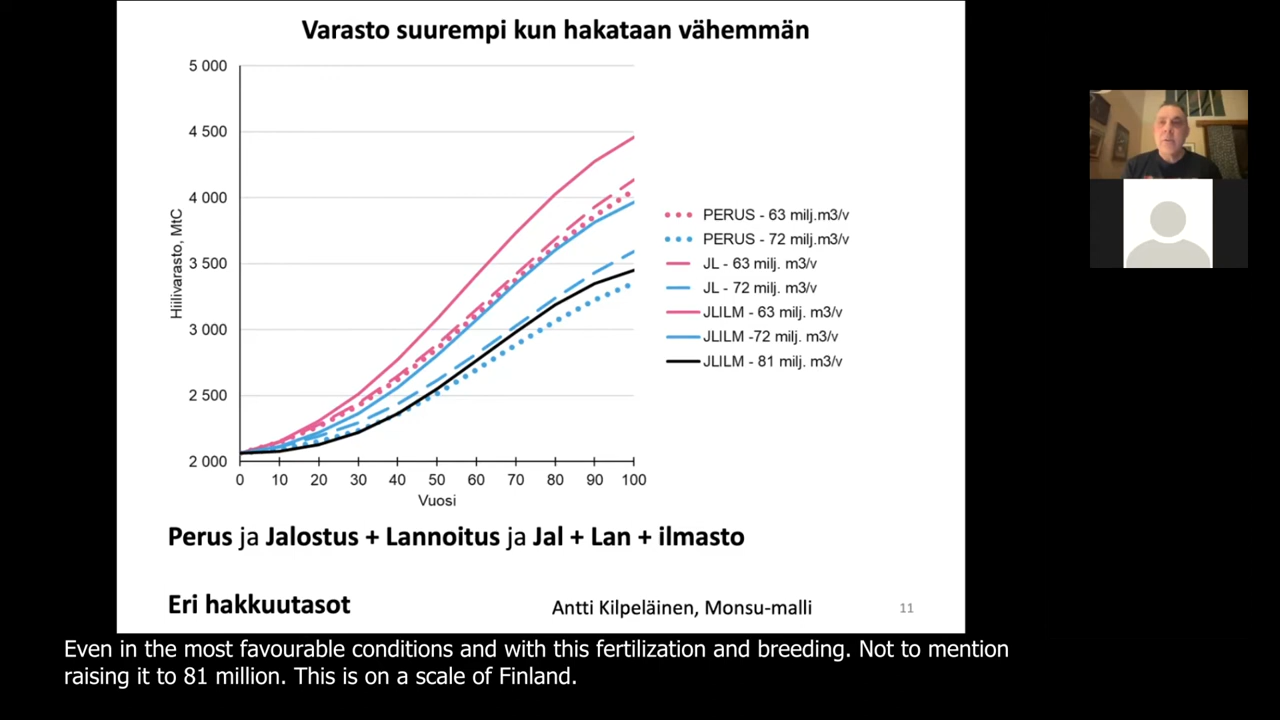 Varasto suurempi kun hakataan vähemmän
5 000
4 500
4 000
3 500
3 000
2 500
2 000
Hiilivarasto, MtC
0 10 20 30 40 50 60 70 80 90 100
Vuosi
PERUS - 63 milj.m3/v
PERUS - 72 milj.m3/v
JL - 63 milj. m3/v
JL - 72 milj. m3/v
JLILM - 63 milj. m3/v
JLILM -72 milj. m3/v
JLILM - 81 milj. m3/v
Perus ja Jalostus + Lannoitus ja Jal + Lan + ilmasto
Eri hakkuutasot
Antti Kilpeläinen, Monsu-malli
11
Even in the most favourable conditions and with this fertilization and breeding. Not to mention
raising it to 81 million. This is on a scale of Finland.